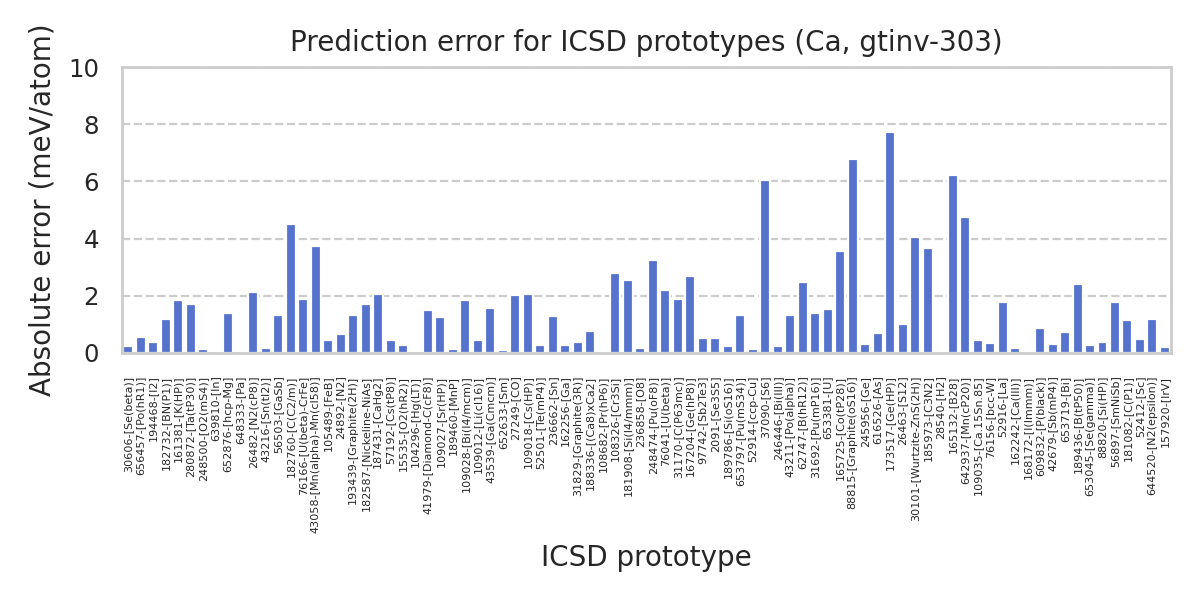 Prediction error for ICSD prototypes (Ca, gtinv-303)
Absolute error (meV/atom)
10
8
6
4
2
0
30606-[Se(beta)]
656457-[Po(hR1)]
194468-[I2]
182732-[BN(P1)]
161381-[K(HP)]
280872-[Ta(tP30)]
248500-[O2(mS4)]
639810-[In]
652876-[hcp-Mg]
648333-[Pa]
26482-[N2(cP8)]
43216-[Sn(tI2)]
56503-[GaSb]
182760-[C(C2/m)]
76166-[U(beta)-CrFe]
43058-[Mn(alpha)-Mn(cI58)]
105489-[FeB]
24892-[N2]
193439-[Graphite(2H)]
182587-[Nickeline-NiAs]
187431-[CaHg2]
57192-[Cs(tP8)]
15535-[O2(hR2)]
104296-[Hg(LT)]
41979-[Diamond-C(cF8)]
109027-[Sr(HP)]
189460-[MnP]
109028-[Bi(I4/mcm)]
109012-[Li(cI16)]
43539-[Ga(Cmcm)]
652633-[Sm]
27249-[CO]
109018-[Cs(HP)]
52501-[Te(mP4)]
236662-[Sn]
162256-[Ga]
31829-[Graphite(3R)]
188336-[(Ca8)xCa2]
108682-[Pr(hP6)]
108326-[Cr3Si]
181908-[Si(I4/mmm)]
236858-[O8]
248474-[Pu(oF8)]
76041-[U(beta)]
31170-[C(P63mc)]
167204-[Ge(hP8)]
97742-[Sb2Te3]
2091-[Se3S5]
189786-[Si(oS16)]
653797-[Pu(mS34)]
52914-[ccp-Cu]
37090-[S6]
246446-[Bi(III)]
43211-[Po(alpha)]
62747-[B(hR12)]
31692-[Pu(mP16)]
653381-[U]
165725-[Co(tP28)]
88815-[Graphite(oS16)]
245956-[Ge]
616526-[As]
173517-[Ge(HP)]
26463-[S12]
30101-[Wurtzite-ZnS(2H)]
185973-[C3N2]
28540-[H2]
165132-[B28]
642937-[Mn(cP20)]
109035-[Ca.15Sn.85]
76156-[bcc-W]
52916-[La]
162242-[Ca(III)]
168172-[I(Immm)]
609832-[P(black)]
42679-[Sb(mP4)]
653719-[Bi]
189436-[B(tP50)]
653045-[Se(gamma)]
88820-[Si(HP)]
56897-[SmNiSb]
181082-[C(P1)]
52412-[Sc]
644520-[N2(epsilon)]
157920-[IrV]
ICSD prototype